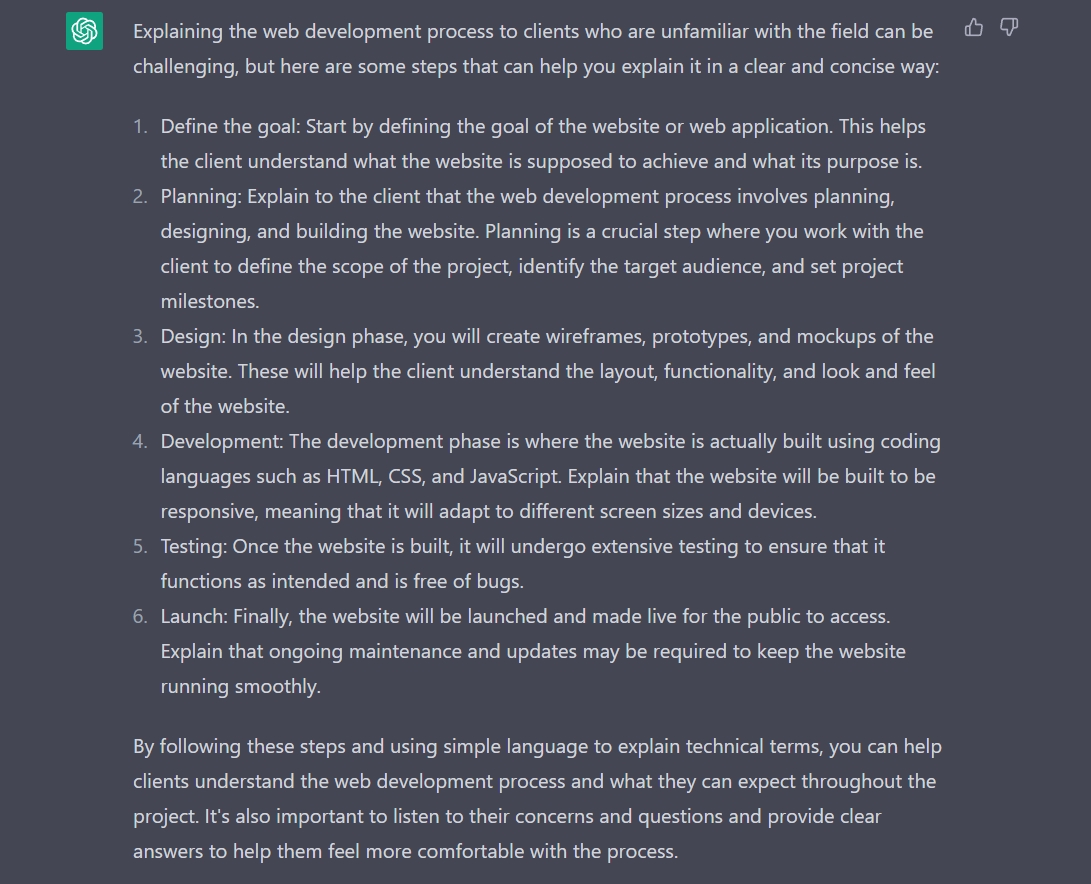 Explaining the web development process to clients who are unfamiliar with the field can be
challenging, but here are some steps that can help you explain it in a clear and concise way:
1. Define the goal: Start by defining the goal of the website or web application. This helps
the client understand what the website is supposed to achieve and what its purpose is.
2. Planning: Explain to the client that the web development process involves planning,
designing, and building the website. Planning is a crucial step where you work with the
client to define the scope of the project, identify the target audience, and set project
milestones.
3. Design: In the design phase, you will create wireframes, prototypes, and mockups of the
website. These will help the client understand the layout, functionality, and look and feel
of the website.
4. Development: The development phase is where the website is actually built using coding
languages such as HTML, CSS, and JavaScript. Explain that the website will be built to be
responsive, meaning that it will adapt to different screen sizes and devices.
5. Testing: Once the website is built, it will undergo extensive testing to ensure that it
functions as intended and is free of bugs.
6. Launch: Finally, the website will be launched and made live for the public to access.
Explain that ongoing maintenance and updates may be required to keep the website
running smoothly.
By following these steps and using simple language to explain technical terms, you can help
clients understand the web development process and what they can expect throughout the
project. It's also important to listen to their concerns and questions and provide clear
answers to help them feel more comfortable with the process.